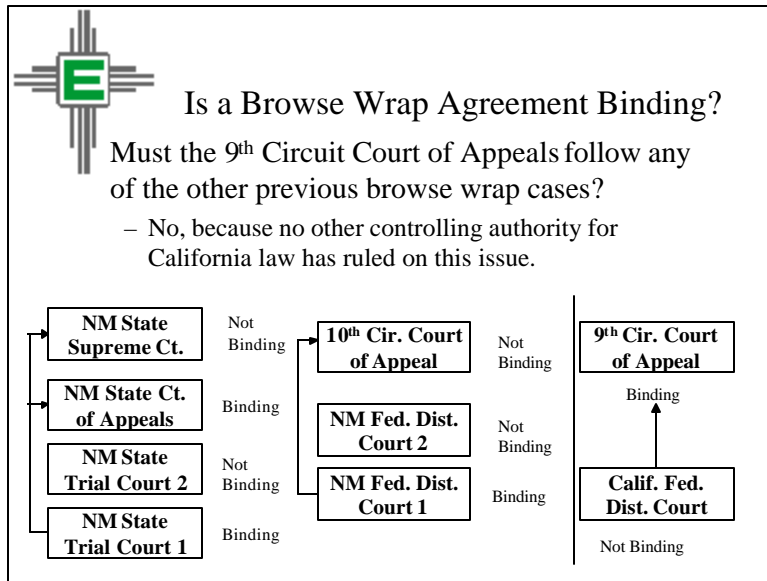 E
Is a Browse Wrap Agreement Binding?
Must the 9th Circuit Court of Appeals follow any
of the other previous browse wrap cases?
– No, because no other controlling authority for
California law has ruled on this issue.
NM State
Supreme Ct.
Not
Binding
NM State Ct.
of Appeals
Binding
NM State
Trial Court 2
Not
Binding
NM State
Trial Court 1
Binding
10th Cir. Court
of Appeal
Not
Binding
NM Fed. Dist.
Court 2
Not
Binding
NM Fed. Dist.
Court 1
Binding
9th Cir. Court
of Appeal
Binding
Calif. Fed.
Dist. Court
Not Binding